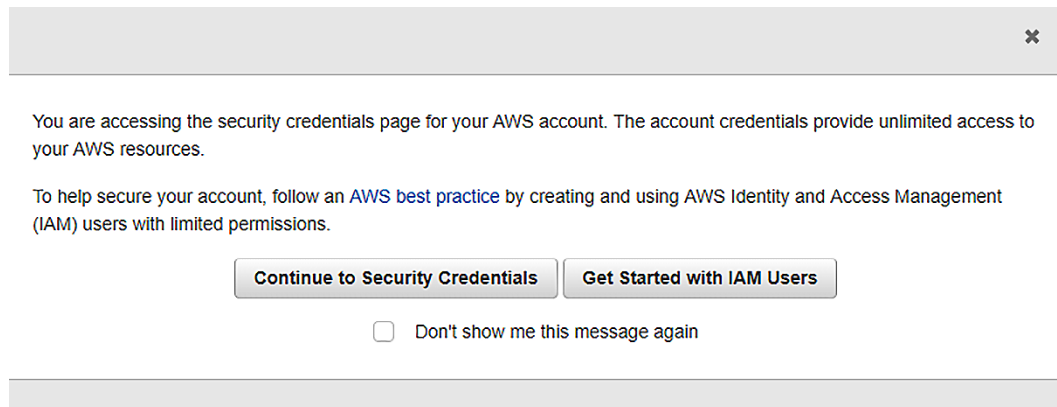 You are accessing the security credentials page for your AWS account. The account credentials provide unlimited access to
your AWS resources.
To help secure your account, follow an AWS best practice by creating and using AWS Identity and Access Management
(IAM) users with limited permissions.
Continue to Security Credentials Get Started with IAM Users
Don't show me this message again